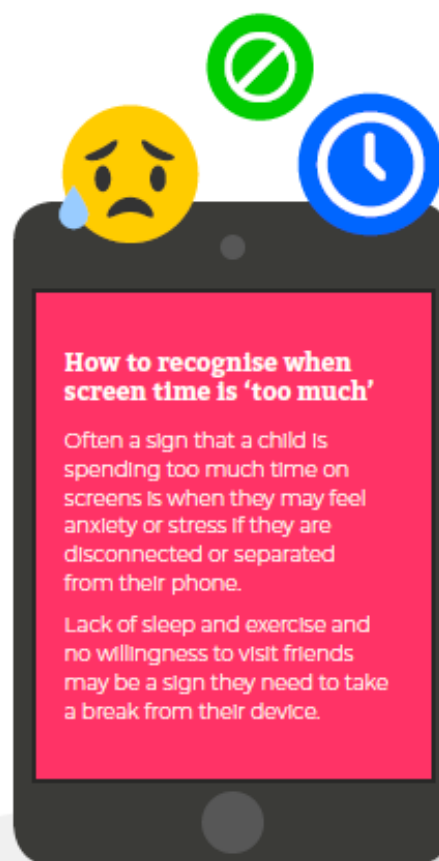 How to recognise when
screen time is ‘too much’
Often a sign that a child is
spending too much time on
screens is when they may feel
anxiety or stress if they are
disconnected or separated
from their phone.
Lack of sleep and exercise and
no willingness to visit friends
may be a sign they need to take
a break from their device.